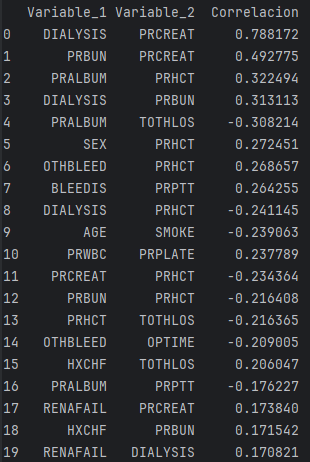 Variable_1 Variable_2 Correlacion
0 DIALYSIS PRCREAT 0.788172
1 PRBUN PRCREAT 0.492775
2 PRALBUM PRHCT 0.322494
3 DIALYSIS PRBUN 0.313113
4 PRALBUM TOTHLOS -0.308214
5 SEX PRHCT 0.272451
6 OTHBLEED PRHCT 0.268657
7 BLEEDIS PRPTT 0.264255
8 DIALYSIS PRHCT -0.241145
9 AGE SMOKE -0.239063
10 PRWBC PRPLATE 0.237789
11 PRCREAT PRHCT -0.234364
12 PRBUN PRHCT -0.216408
13 PRHCT TOTHLOS -0.216365
14 OTHBLEED OPTIME -0.209005
15 HXCHF TOTHLOS 0.206047
16 PRALBUM PRPTT -0.176227
17 RENAFAIL PRCREAT 0.173840
18 HXCHF PRBUN 0.171542
19 RENAFAIL DIALYSIS 0.170821